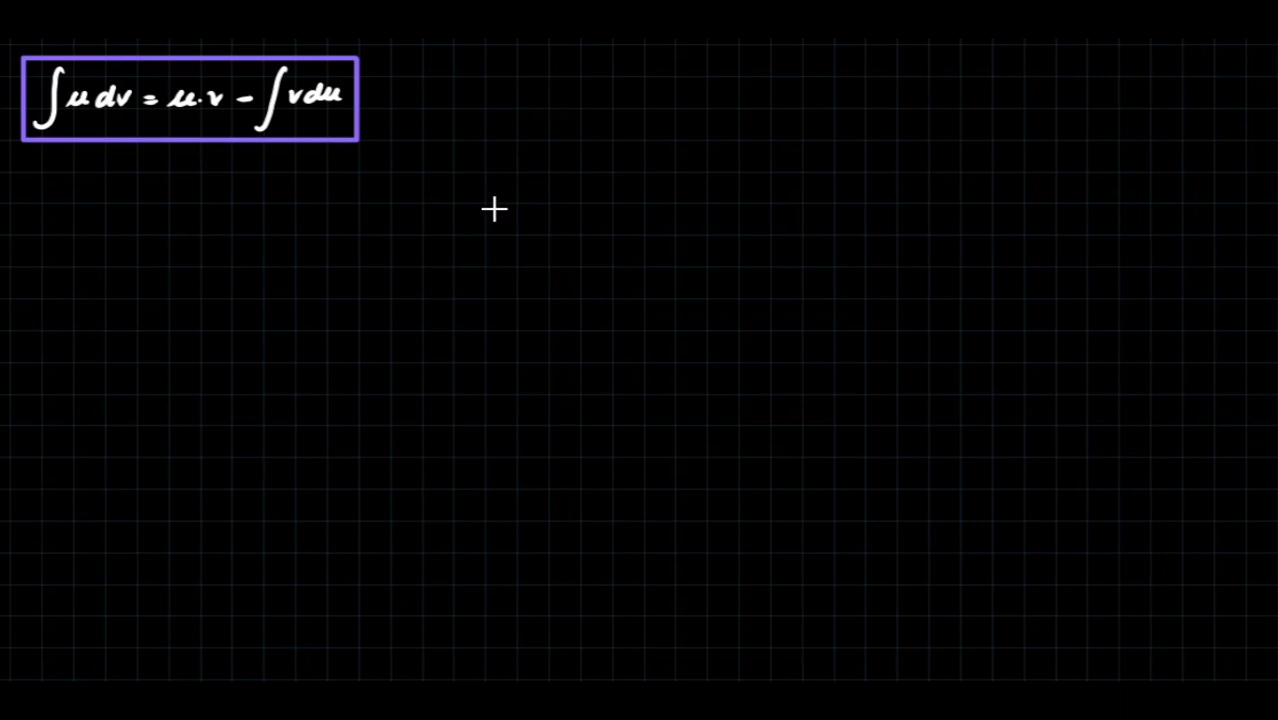 ∫u dv = u·v - ∫v du